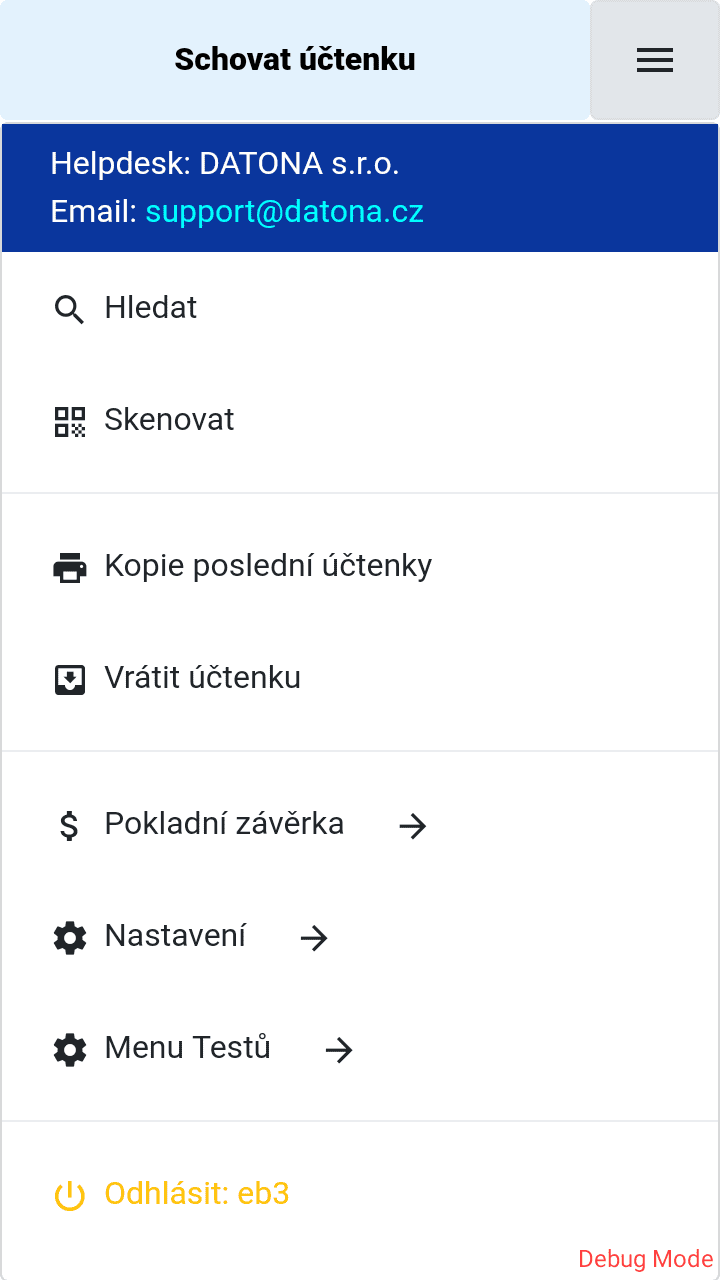 Schovat účtenku
Helpdesk: DATONA s.r.o.
Email: support@datona.cz
Hledat
Skenovat
Kopie poslední účtenky
Vrátit účtenku
Pokladní závěrka
Nastavení
Menu Testů
Odhlásit: eb3
Debug Mode